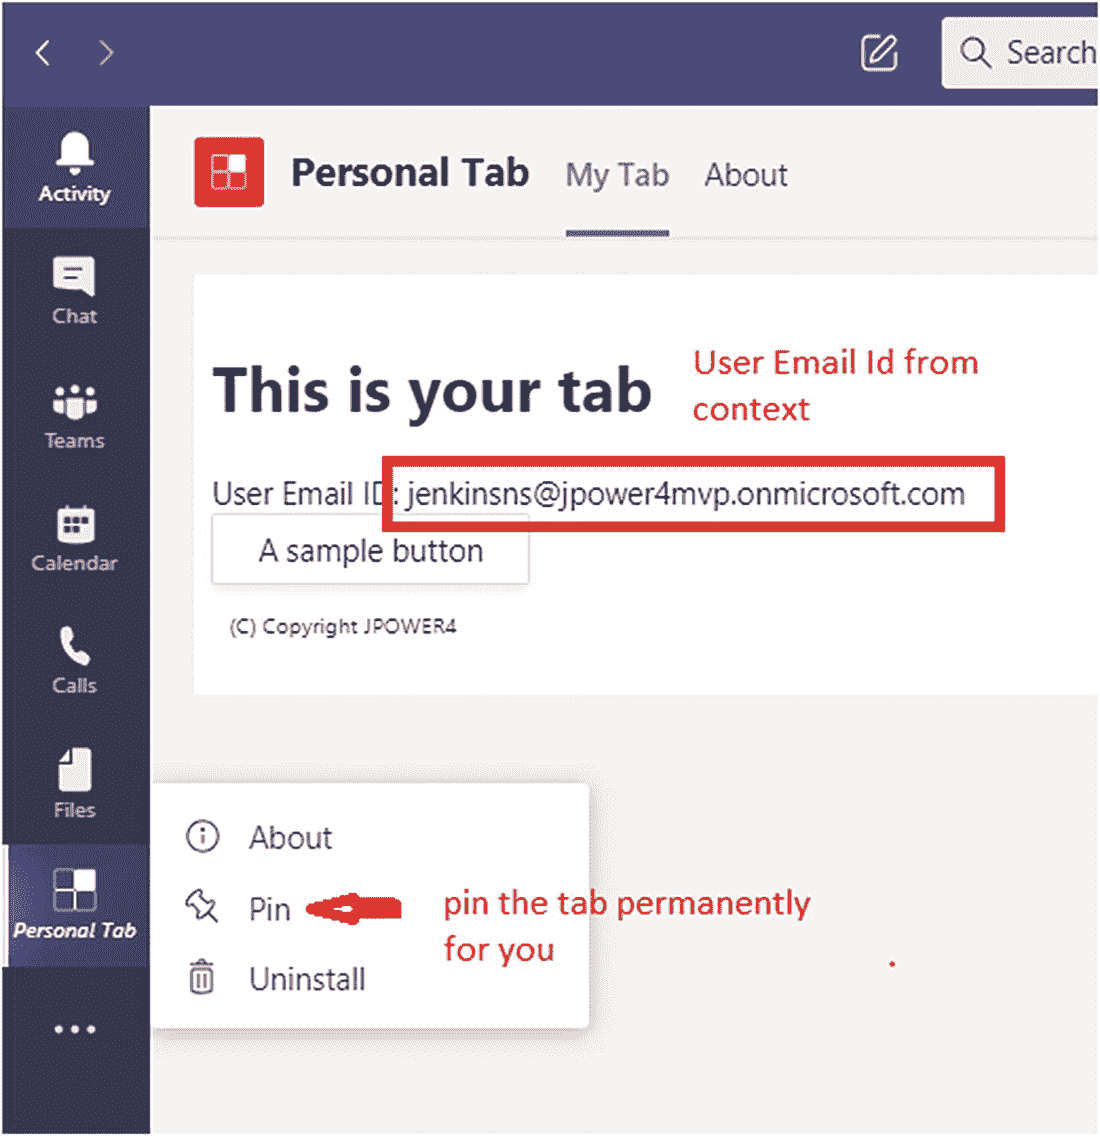 Search
Activity
Personal Tab My Tab About
Chat
This is your tab
User Email Id from
context
Teams
User Email ID : jenkinsns@jpower4mvp.onmicrosoft.com
A sample button
Calendar
(C) Copyright JPOWER4
Calls
Files
About
Pin
pin the tab permanently
for you
Personal Tab
Uninstall